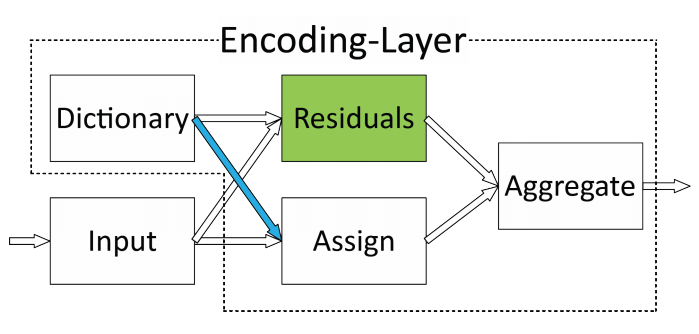 Encoding-Layer
Dictionary
Residuals
Aggregate
Input
Assign